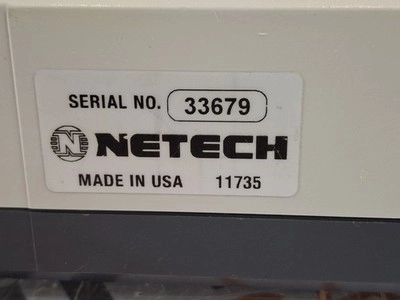 SERIAL NO. 33679
NETECH
MADE IN USA 11735